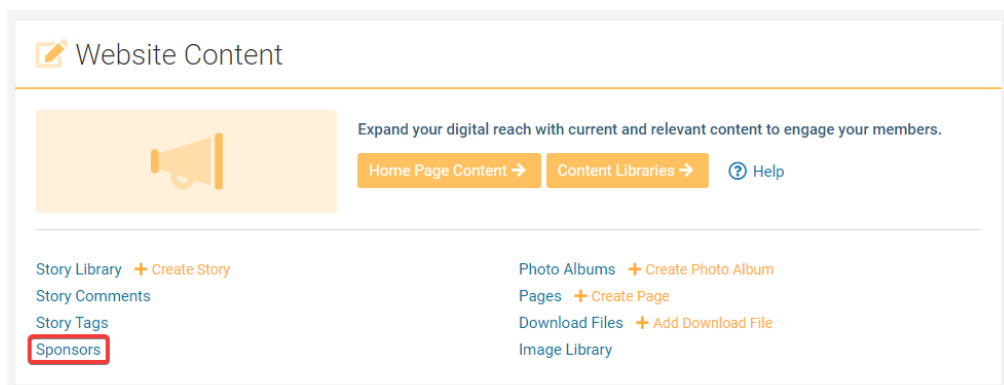 Website Content
Expand your digital reach with current and relevant content to engage your members.
Home Page Content → Content Libraries → ? Help
Story Library + Create Story
Story Comments
Story Tags
Sponsors
Photo Albums + Create Photo Album
Pages + Create Page
Download Files + Add Download File
Image Library